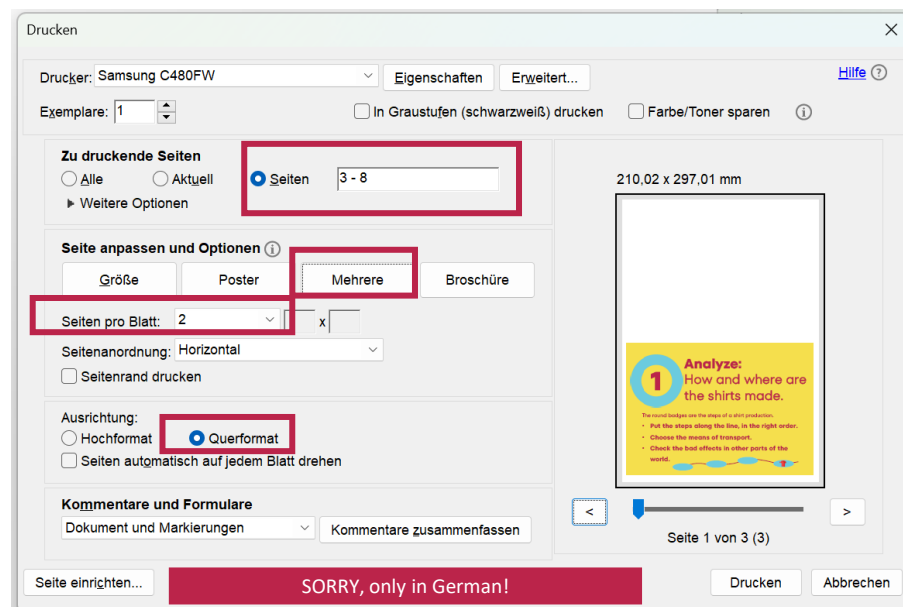 Drucken
Drucker: Samsung C480FW Eigenschaften Erweitert... Hilfe
Exemplare: 1 In Graustufen (schwarzweiß) drucken Farbe/Toner sparen
Zu druckende Seiten
Alle Aktuell Seiten 3 - 8
Weitere Optionen
210,02 x 297,01 mm
Seite anpassen und Optionen
Größe Poster Mehrere Broschüre
Seiten pro Blatt: 2 x
Seitenanordnung: Horizontal
Seitenrand drucken
Ausrichtung:
Hochformat Querformat
Seiten automatisch auf jedem Blatt drehen
Kommentare und Formulare
Dokument und Markierungen Kommentare zusammenfassen
1
Analyze:
How and where are
the shirts made.
The round badges are the steps of a shirt production.
• Put the steps along the line, in the right order.
• Choose the means of transport.
• Check the bad effects in other parts of the
world.
< >
Seite 1 von 3 (3)
Seite einrichten... SORRY, only in German! Drucken Abbrechen